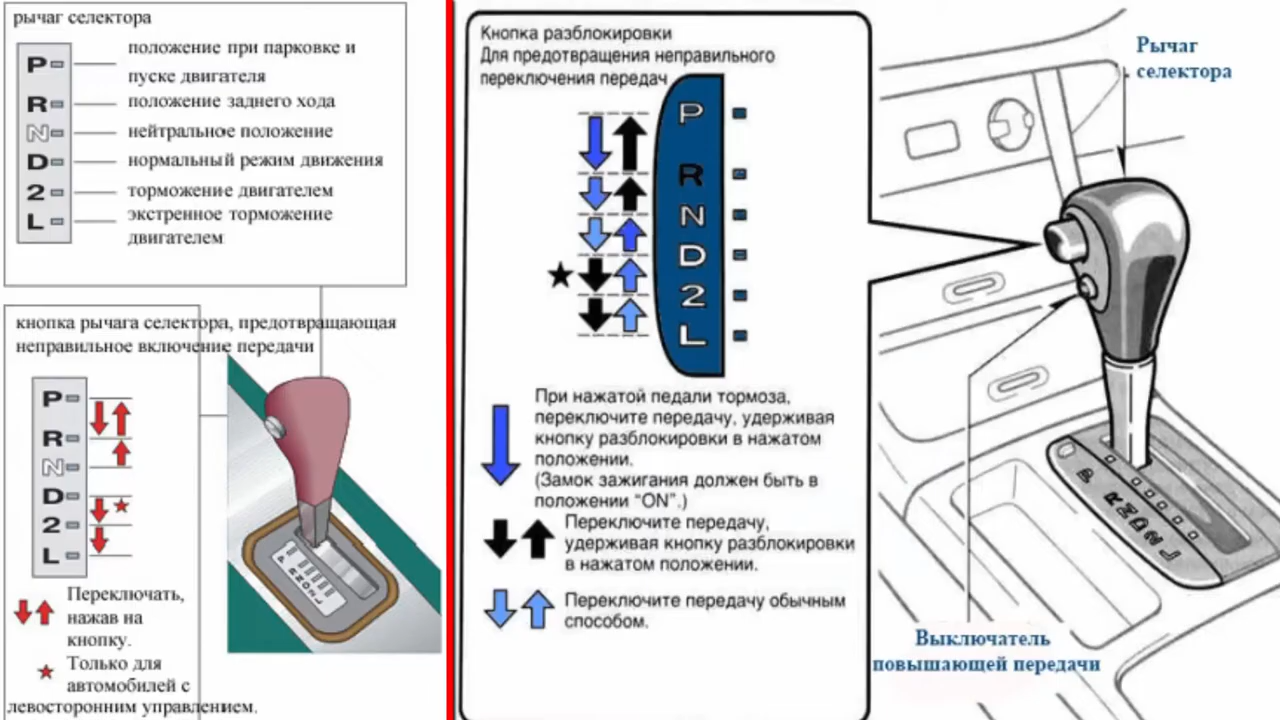 рычаг селектора
P
положение при парковке и
пуске двигателя
R
положение заднего хода
N
нейтральное положение
D
нормальный режим движения
2
торможение двигателем
L
экстренное торможение
двигателем
кнопка рычага селектора, предотвращающая
неправильное включение передачи
P
R
N
D
2
L
P
R
N
D
2
L
Переключать,
нажав на
кнопку.
Только для
автомобилей с
левосторонним управлением.
Кнопка разблокировки
Для предотвращения неправильного
переключения передач
P
R
N
D
2
L
При нажатой педали тормоза,
переключите передачу, удерживая
кнопку разблокировки в нажатом
положении.
(Замок зажигания должен быть в
положении “ON”.)
Переключите передачу,
удерживая кнопку разблокировки
в нажатом положении.
Переключите передачу обычным
способом.
Рычаг
селектора
P
R
N
D
2
L
Выключатель
повышающей передачи